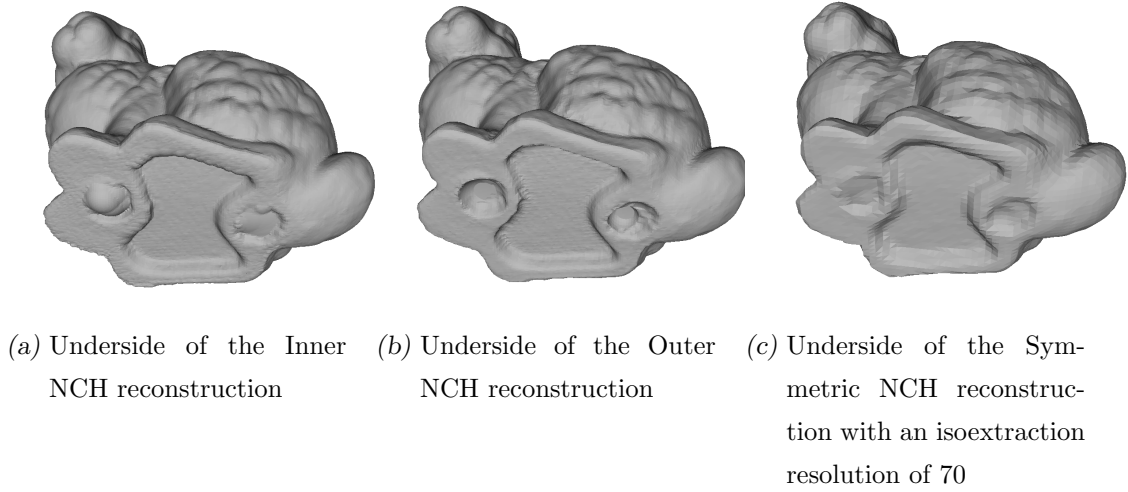 (a) Underside of the Inner
NCH reconstruction
(b) Underside of the Outer
NCH reconstruction
(c) Underside of the Sym-
metric NCH reconstruc-
tion with an isoextraction
resolution of 70